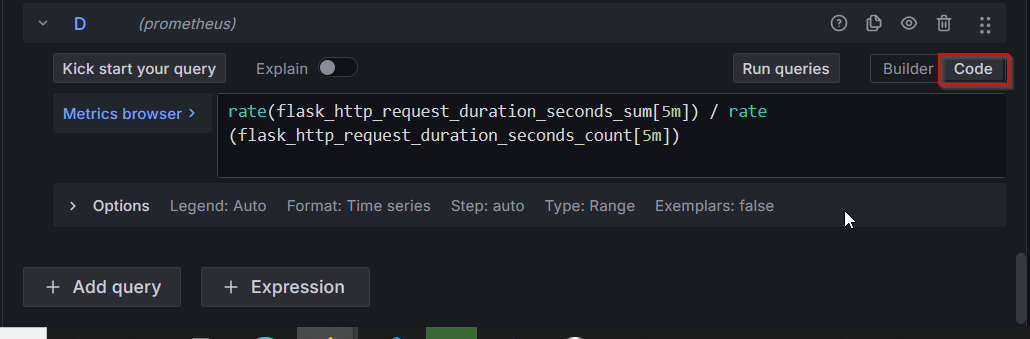 D (prometheus)
Kick start your query Explain Run queries Builder Code
Metrics browser > rate(flask_http_request_duration_seconds_sum[5m]) / rate
(flask_http_request_duration_seconds_count[5m])
> Options Legend: Auto Format: Time series Step: auto Type: Range Exemplars: false
+ Add query + Expression